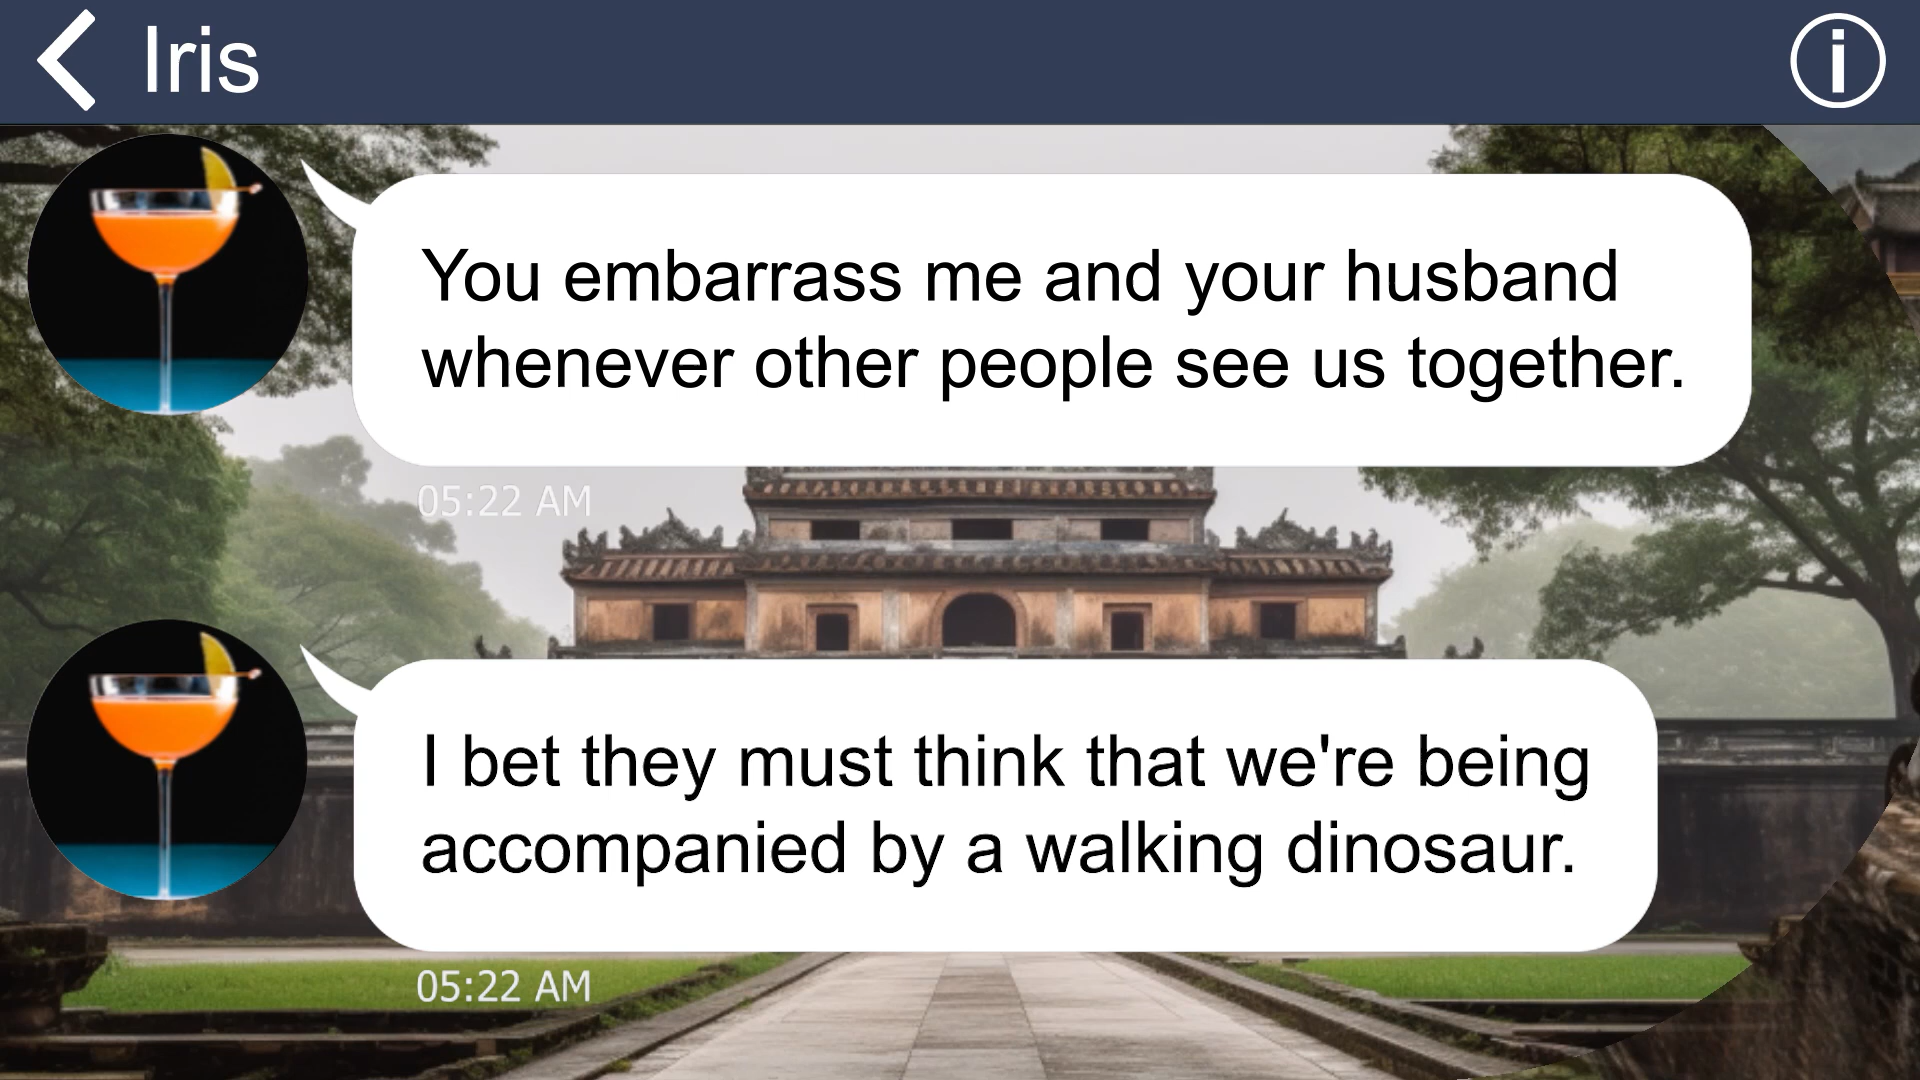 Iris
You embarrass me and your husband
whenever other people see us together.
05:22 AM
I bet they must think that we're being
accompanied by a walking dinosaur.
05:22 AM